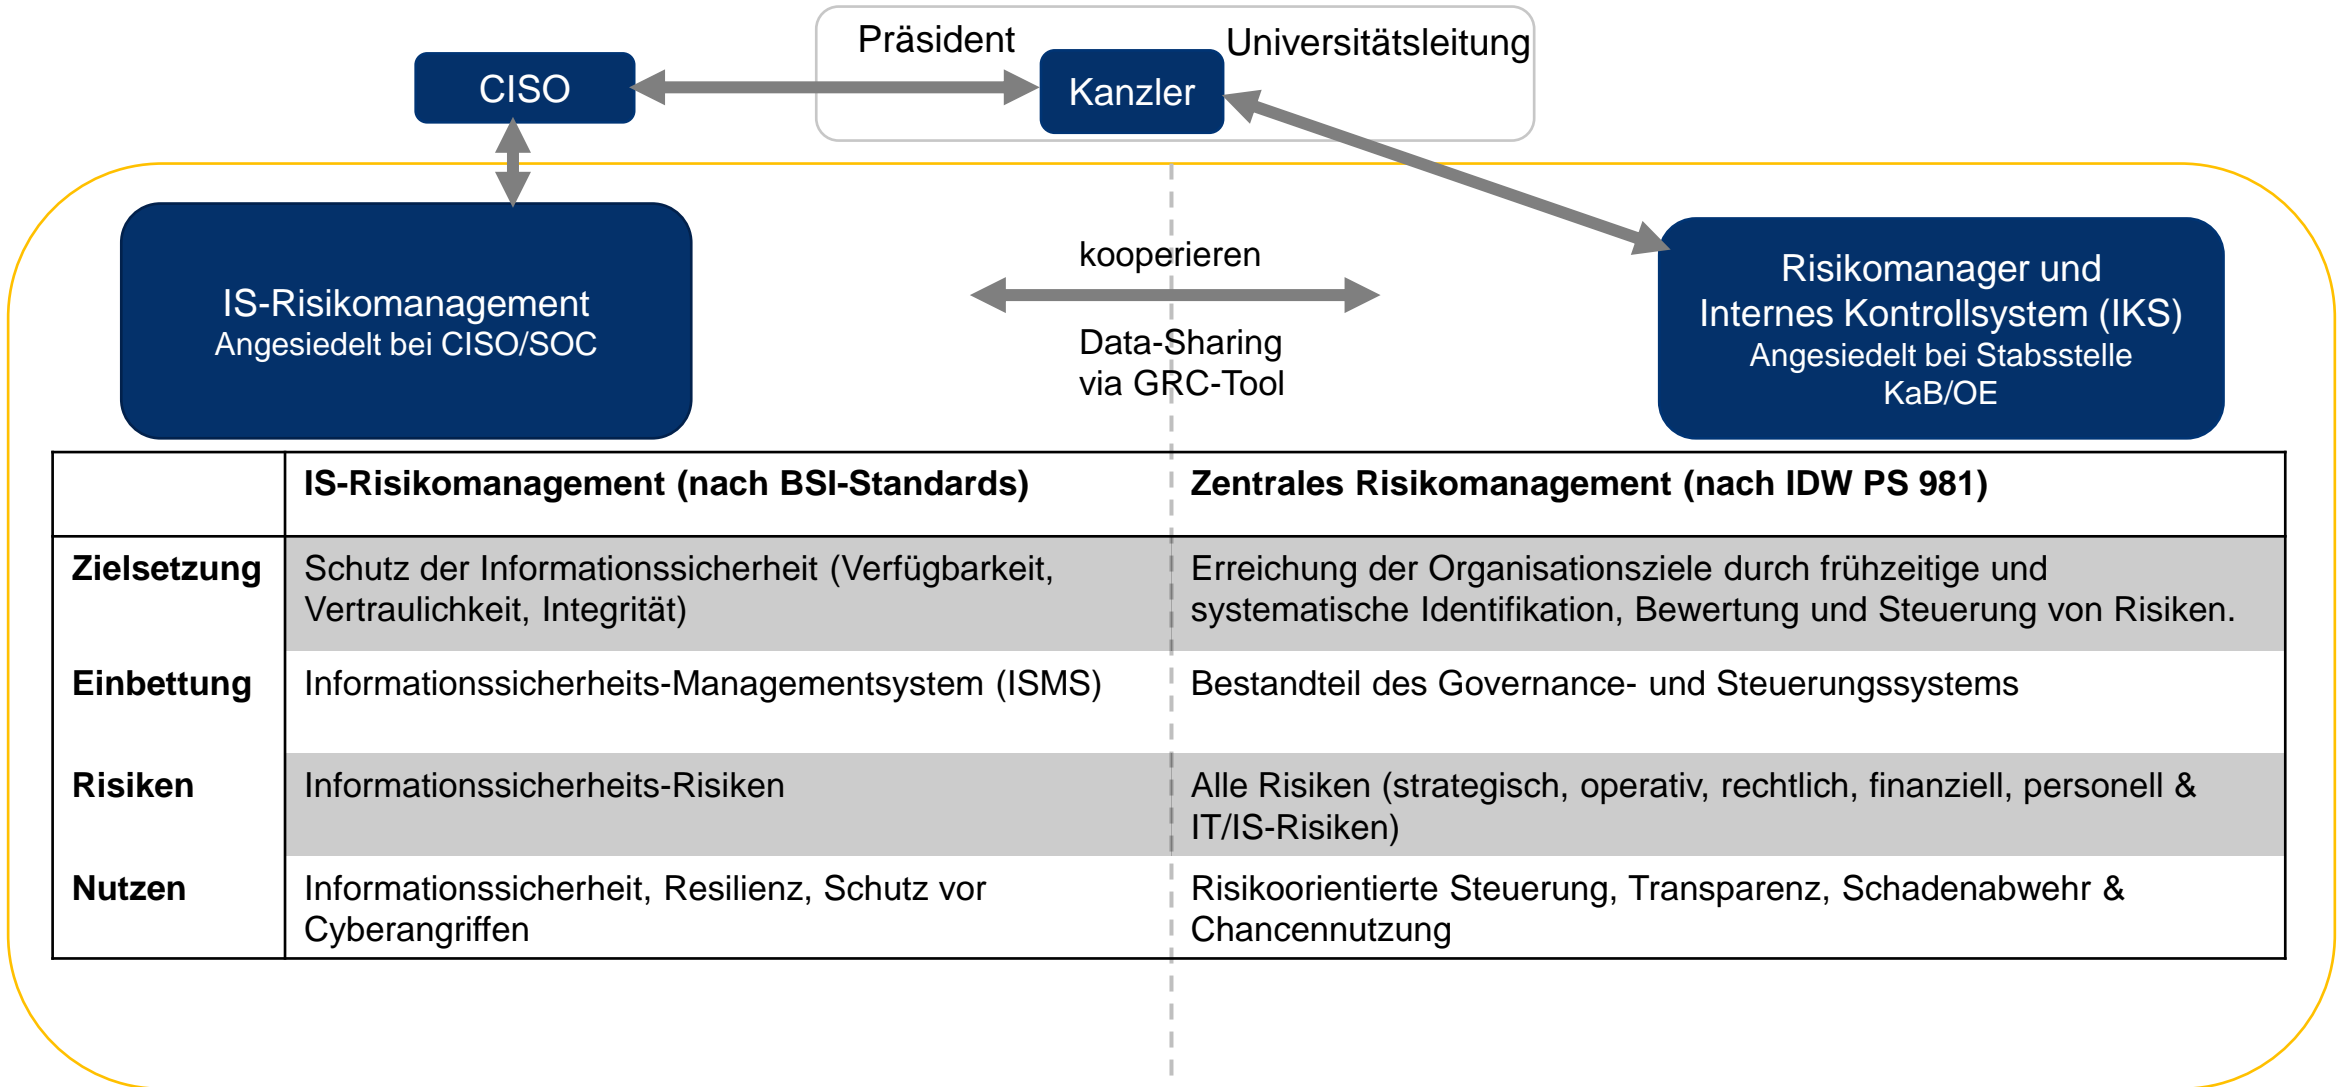 Präsident
Universitätsleitung
CISO
Kanzler
IS-Risikomanagement
Angesiedelt bei CISO/SOC
kooperieren
Data-Sharing
via GRC-Tool
Risikomanager und
Internes Kontrollsystem (IKS)
Angesiedelt bei Stabsstelle
KaB/OE
IS-Risikomanagement (nach BSI-Standards)
Zentrales Risikomanagement (nach IDW PS 981)
Zielsetzung
Schutz der Informationssicherheit (Verfügbarkeit,
Vertraulichkeit, Integrität)
Erreichung der Organisationsziele durch frühzeitige und
systematische Identifikation, Bewertung und Steuerung von Risiken.
Einbettung
Informationssicherheits-Managementsystem (ISMS)
Bestandteil des Governance- und Steuerungssystems
Risiken
Informationssicherheits-Risiken
Alle Risiken (strategisch, operativ, rechtlich, finanziell, personell &
IT/IS-Risiken)
Nutzen
Informationssicherheit, Resilienz, Schutz vor
Cyberangriffen
Risikoorientierte Steuerung, Transparenz, Schadenabwehr &
Chancennutzung